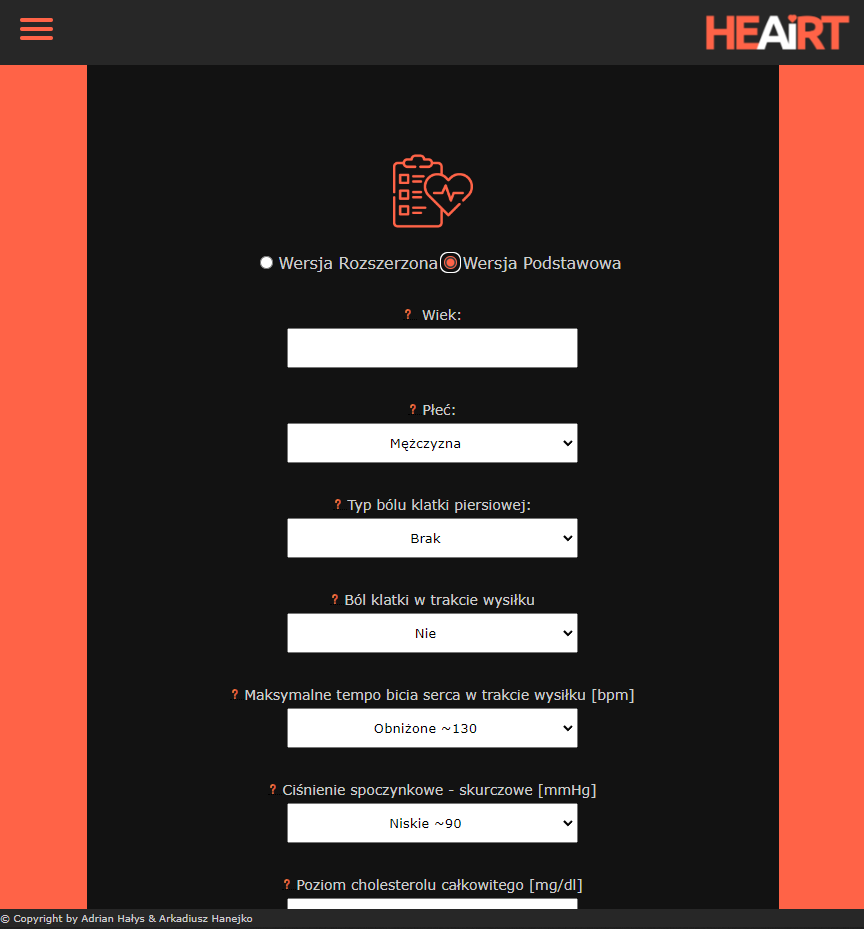 HEAiRT
Wersja Rozszerzona Wersja Podstawowa
? Wiek:
? Płeć:
Mężczyzna
? Typ bólu klatki piersiowej:
Brak
? Ból klatki w trakcie wysiłku
Nie
? Maksymalne tempo bicia serca w trakcie wysiłku [bpm]
Obniżone ~130
? Ciśnienie spoczynkowe - skurczowe [mmHg]
Niskie ~90
? Poziom cholesterolu całkowitego [mg/dl]
© Copyright by Adrian Hałys & Arkadiusz Hanejko